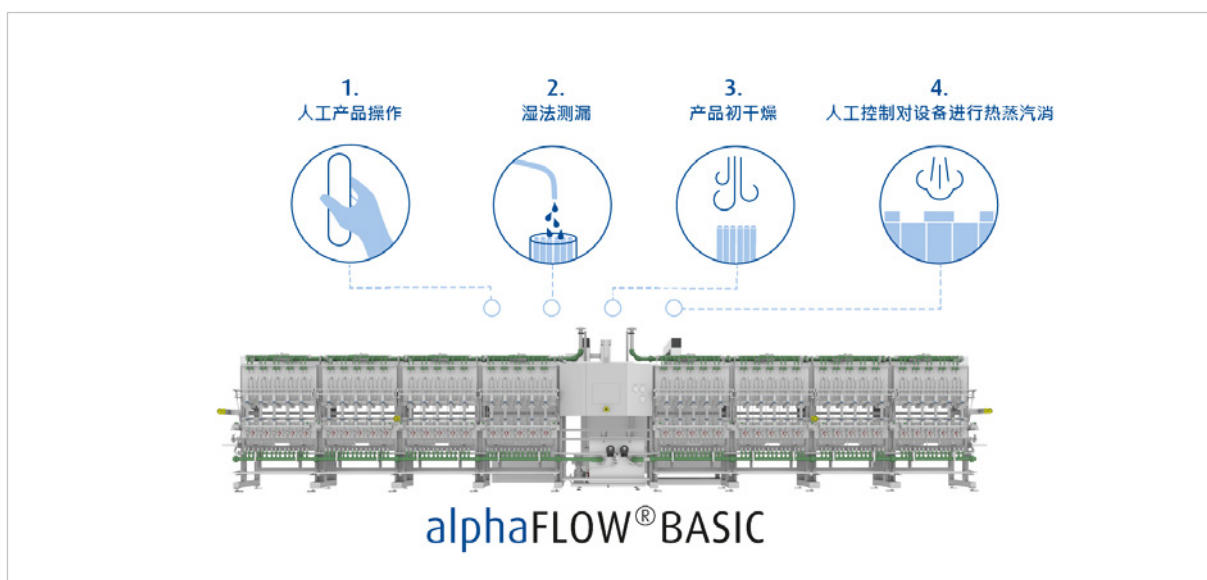 1.
人工产品操作
2.
湿法测漏
3.
产品初干燥
4.
人工控制对设备进行热蒸汽消
alphaFLOW®BASIC